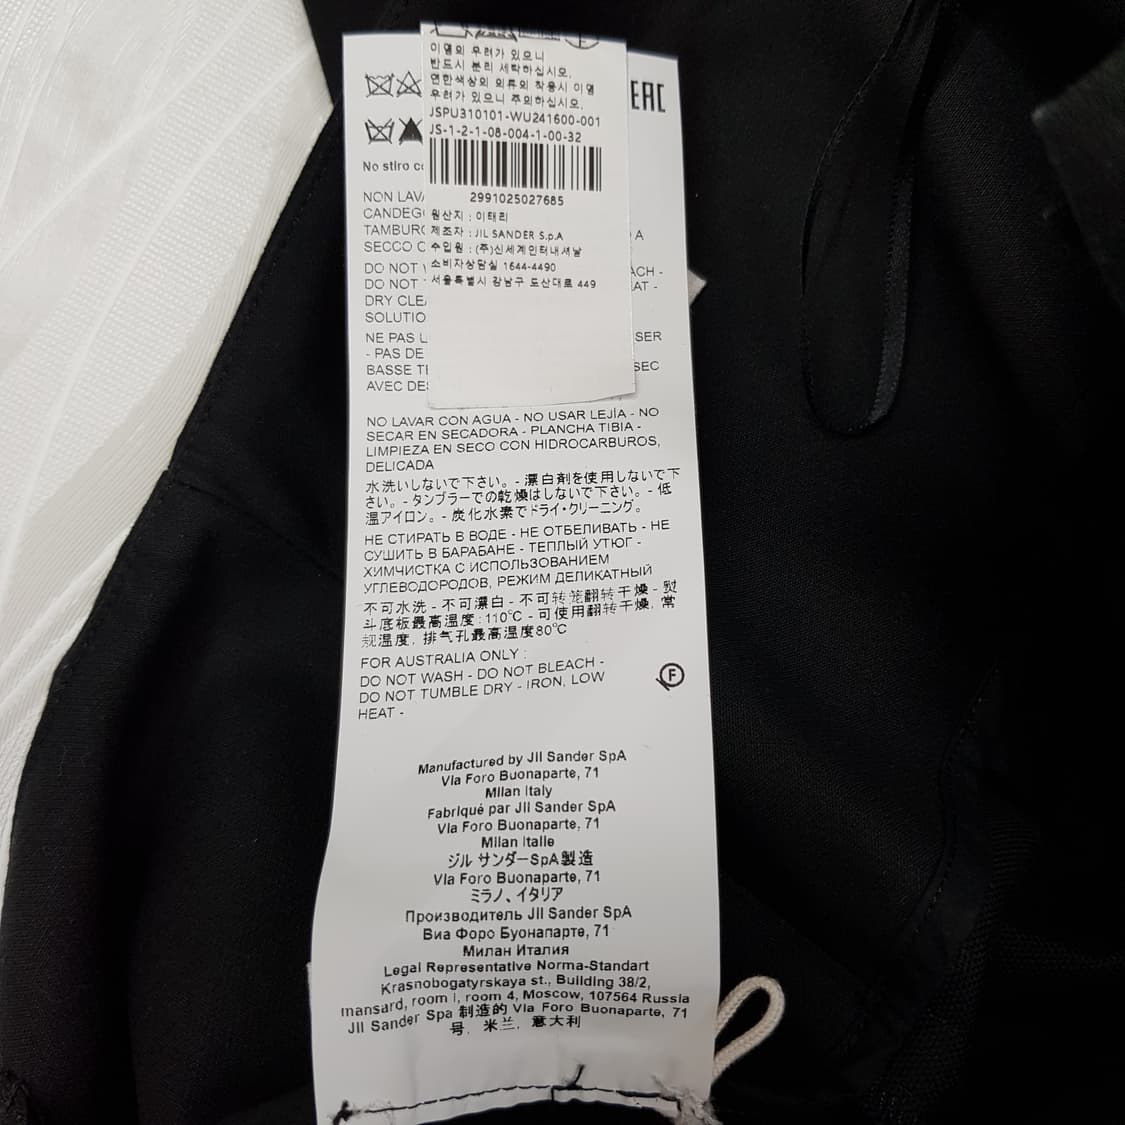 이염의 우려가 있으니
반드시 분리 세탁하십시오.
연한색상의 의류의 착용시 이염
우려가 있으니 주의하십시오.
JSPU310101-WU241600-001
JS-1-2-1-08-004-1-00-32
2991025027685
원산지 : 이태리
제조자 : JIL SANDER S.p.A
수입원 : (주)신세계인터내셔날
소비자상담실 1644-4490
서울특별시 강남구 도산대로 449
EAC
No stiro
NON
CANDEG
TAMBUR
SECCO
DO NOT
DO NOT
DRY CLE
SOLUTIO
NE PAS L SER
- PAS DE
BASSE T SEC
AVEC DE
NO LAVAR CON AGUA - NO USAR LEJÍA - NO
SECAR EN SECADORA - PLANCHA TIBIA -
LIMPIEZA EN SECO CON HIDROCARBUROS,
DELICADA
水洗いしないで下さい。- 漂白剤を使用しないで下
さい。- タンブラーでの乾燥はしないで下さい。- 低
温アイロン。- 炭化水素でドライ・クリーニング。
НЕ СТИРАТЬ В ВОДЕ - НЕ ОТБЕЛИВАТЬ - НЕ
СУШИТЬ В БАРАБАНЕ - ТЕПЛЫЙ УТЮГ -
ХИМЧИСТКА С ИСПОЛЬЗОВАНИЕМ
УГЛЕВОДОРОДОВ, РЕЖИМ ДЕЛИКАТНЫЙ
不可水洗 - 不可漂白 - 不可转笼翻转干燥 - 熨
斗底板最高温度:110°C - 可使用翻转干燥, 常
规温度, 排气孔最高温度80°C
FOR AUSTRALIA ONLY :
DO NOT WASH - DO NOT BLEACH -
DO NOT TUMBLE DRY - IRON, LOW
HEAT -
F
Manufactured by Jil Sander SpA
Via Foro Buonaparte, 71
Milan Italy
Fabriqué par Jil Sander SpA
Via Foro Buonaparte, 71
Milan Italie
ジル サンダーSpA製造
Via Foro Buonaparte, 71
ミラノ、イタリア
Производитель Jil Sander SpA
Виа Форо Буонапарте, 71
Милан Италия
Legal Representative Norma-Standart
Krasnobogatyrskaya st., Building 38/2,
mansard, room I, room 4, Moscow, 107564 Russia
Jil Sander Spa 制造的 Via Foro Buonaparte, 71
号, 米兰, 意大利